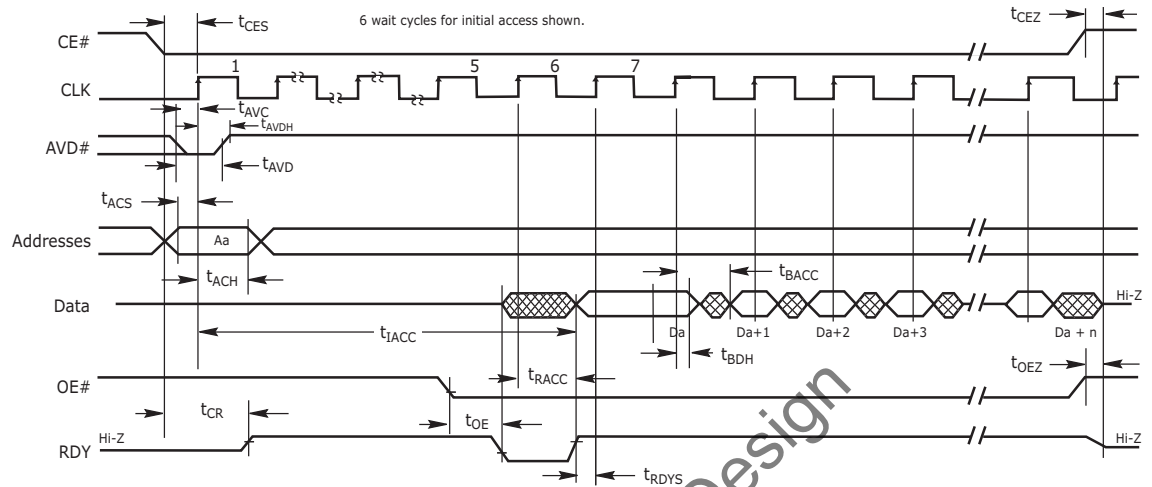 6 wait cycles for initial access shown.
tCES
tCEZ
CE#
1
5
6
7
CLK
tAVC
tAVDH
AVD#
tAVD
tACS
Addresses
Aa
tACH
tBACC
Data
Hi-Z
Da
Da+1
Da+2
Da+3
Da + n
tIACC
tBDH
tRACC
tOEZ
OE#
tCR
tOE
RDY
Hi-Z
Hi-Z
tRDYS
Design